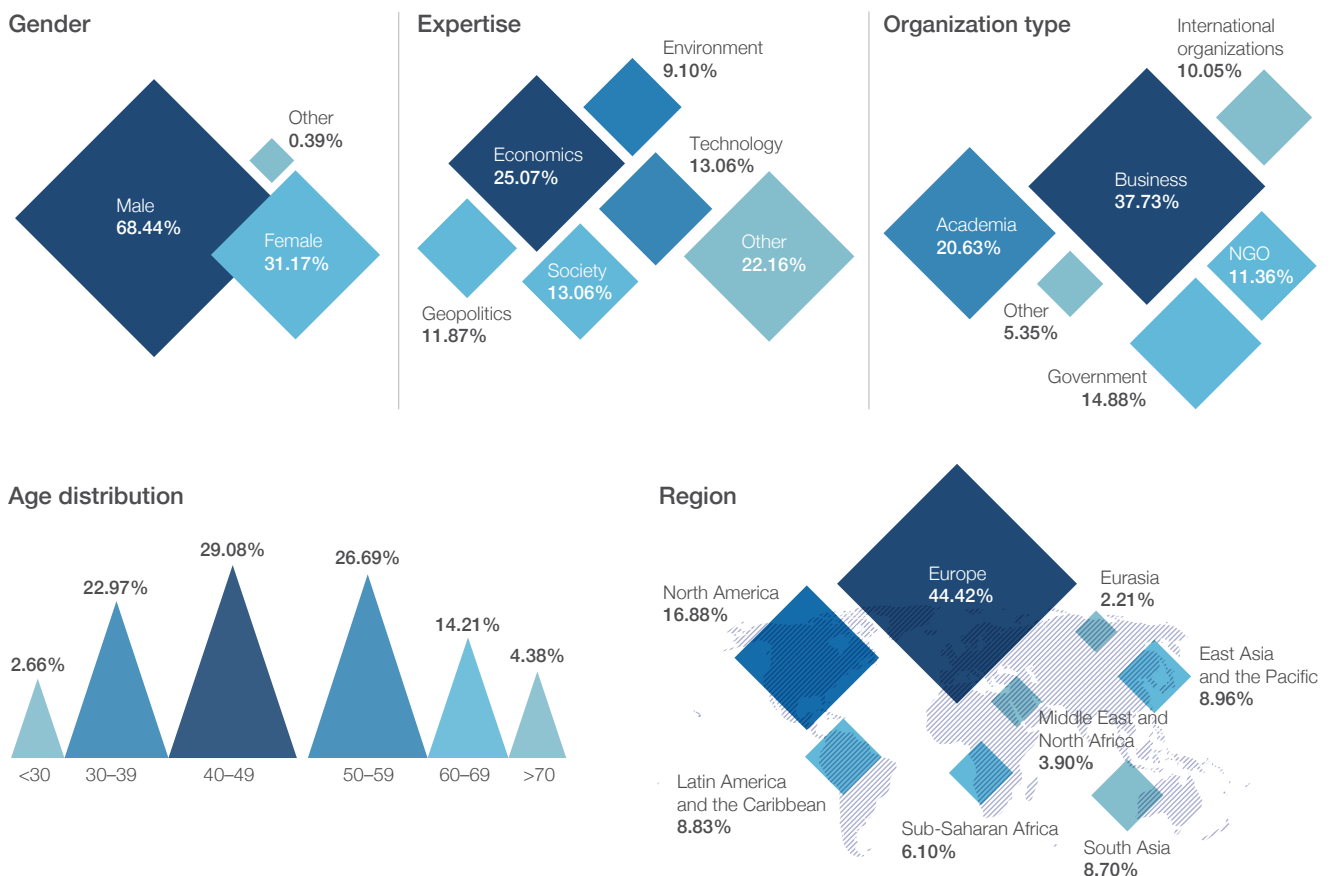 Gender
Other
0.39%
Male
68.44%
Female
31.17%
Expertise
Environment
9.10%
Economics
25.07%
Technology
13.06%
Other
22.16%
Society
13.06%
Geopolitics
11.87%
Organization type
International
organizations
10.05%
Business
37.73%
Academia
20.63%
NGO
11.36%
Other
5.35%
Government
14.88%
Age distribution
29.08%
26.69%
22.97%
14.21%
4.38%
2.66%
<30
30–39
40–49
50–59
60–69
>70
Region
Europe
44.42%
North America
16.88%
Eurasia
2.21%
East Asia
and the Pacific
8.96%
Middle East and
North Africa
3.90%
Latin America
and the Caribbean
8.83%
Sub-Saharan Africa
6.10%
South Asia
8.70%